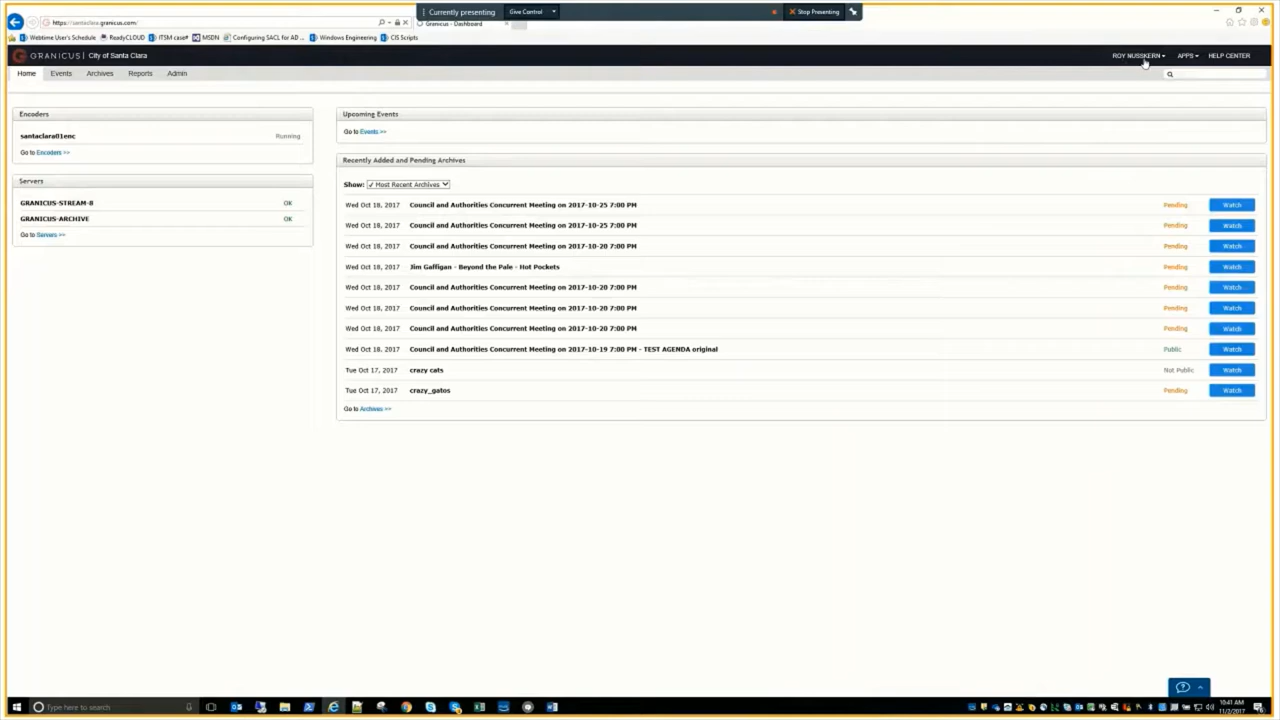 Currently presenting Give Control Stop Presenting
https://santaclara.granicus.com/
Granicus - Dashboard
Webtime User's Schedule ReadyCLOUD ITSM case# MSDN Configuring SACL for AD ... Windows Engineering CIS Scripts
GRANICUS | City of Santa Clara ROY NUSSKERN APPS HELP CENTER
Home Events Archives Reports Admin
Encoders
santaclara01enc Running
Go to Encoders >>
Servers
GRANICUS-STREAM-8 OK
GRANICUS-ARCHIVE OK
Go to Servers >>
Upcoming Events
Go to Events >>
Recently Added and Pending Archives
Show: ✓ Most Recent Archives
Wed Oct 18, 2017 Council and Authorities Concurrent Meeting on 2017-10-25 7:00 PM Pending Watch
Wed Oct 18, 2017 Council and Authorities Concurrent Meeting on 2017-10-25 7:00 PM Pending Watch
Wed Oct 18, 2017 Council and Authorities Concurrent Meeting on 2017-10-20 7:00 PM Pending Watch
Wed Oct 18, 2017 Jim Gaffigan - Beyond the Pale - Hot Pockets Pending Watch
Wed Oct 18, 2017 Council and Authorities Concurrent Meeting on 2017-10-20 7:00 PM Pending Watch
Wed Oct 18, 2017 Council and Authorities Concurrent Meeting on 2017-10-20 7:00 PM Pending Watch
Wed Oct 18, 2017 Council and Authorities Concurrent Meeting on 2017-10-20 7:00 PM Pending Watch
Wed Oct 18, 2017 Council and Authorities Concurrent Meeting on 2017-10-19 7:00 PM - TEST AGENDA original Public Watch
Tue Oct 17, 2017 crazy cats Not Public Watch
Tue Oct 17, 2017 crazy_gatos Pending Watch
Go to Archives >>
Type here to search
10:41 AM
11/2/2017